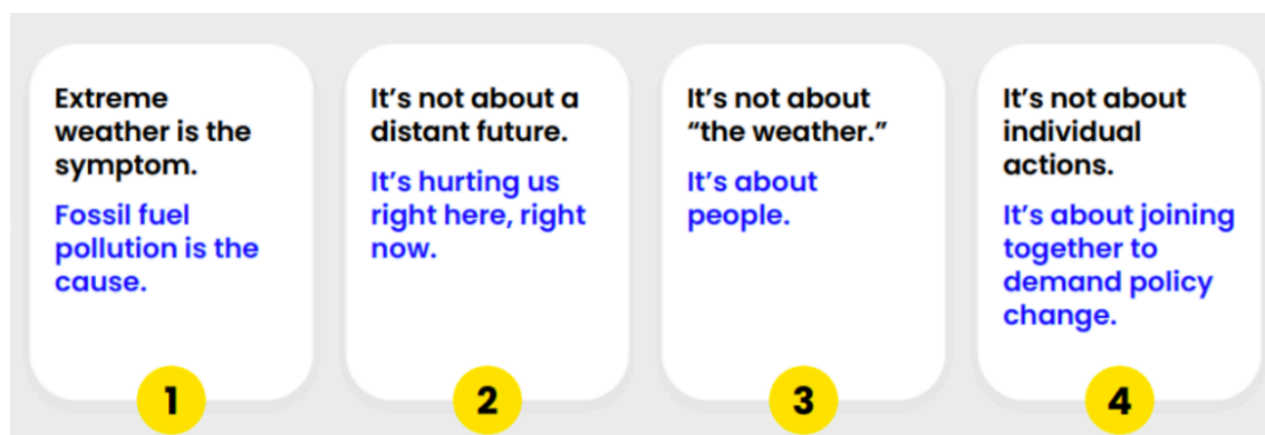 Extreme
weather is the
symptom.
Fossil fuel
pollution is the
cause.
1
It’s not about a
distant future.
It’s hurting us
right here, right
now.
2
It’s not about
“the weather.”
It’s about
people.
3
It’s not about
individual
actions.
It’s about joining
together to
demand policy
change.
4